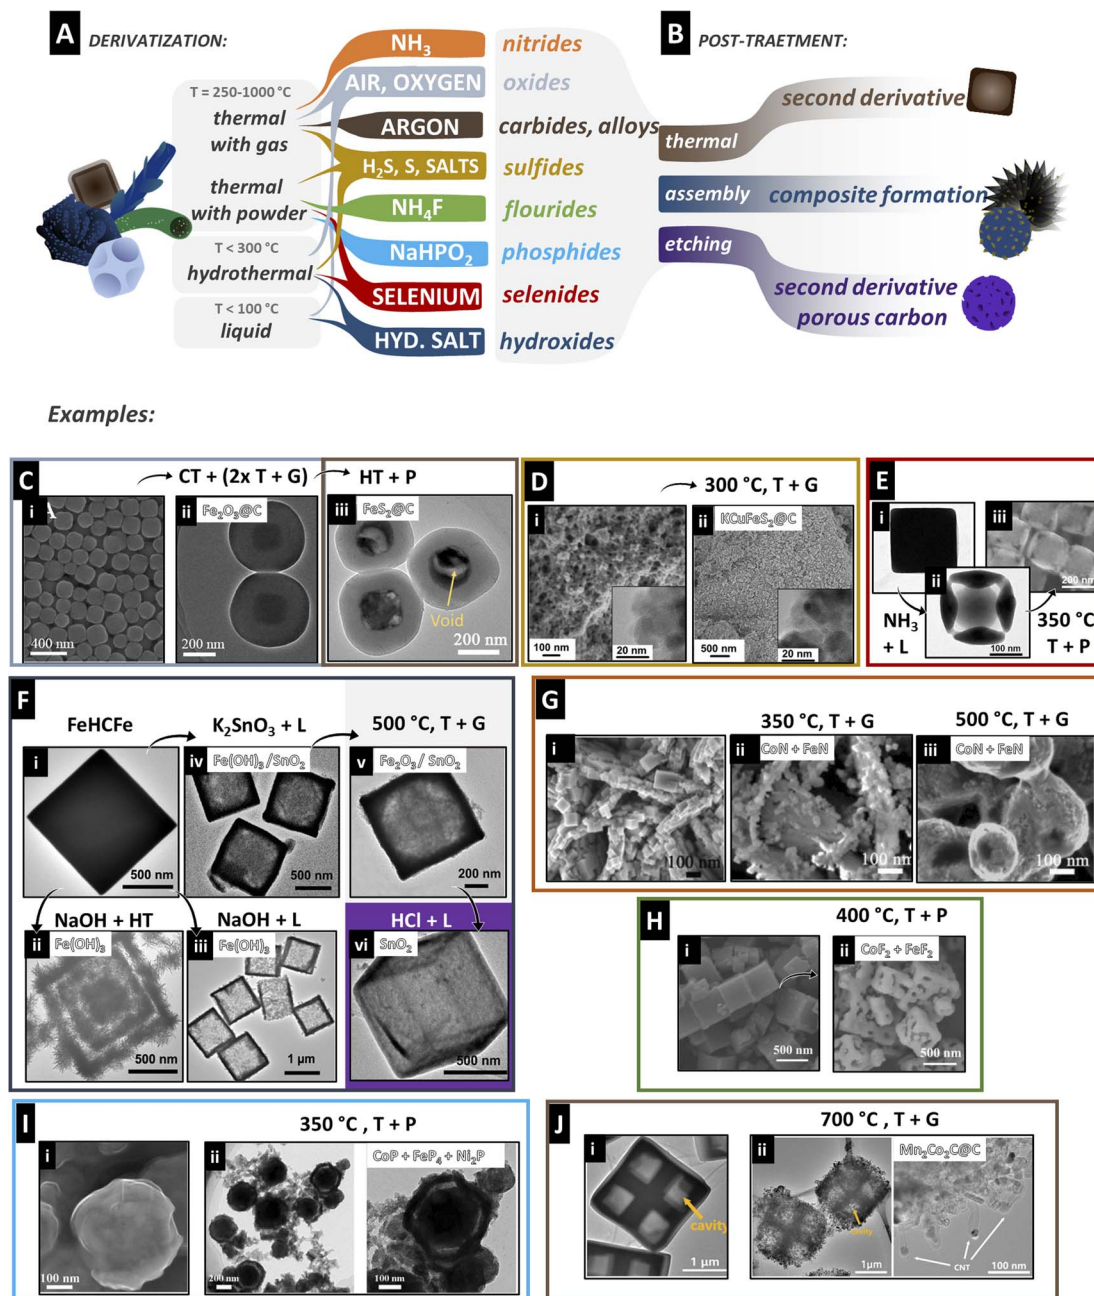 A DERIVATIZATION:
T = 250-1000 °C
thermal
with gas
thermal
with powder
T < 300 °C
hydrothermal
T < 100 °C
liquid
NH₃ nitrides
AIR, OXYGEN oxides
ARGON carbides, alloys
H₂S, S, SALTS sulfides
NH₄F flourides
NaHPO₂ phosphides
SELENIUM selenides
HYD. SALT hydroxides
B POST-TRAETMENT:
thermal second derivative
assembly composite formation
etching
second derivative
porous carbon
Examples:
C CT + (2x T + G) HT + P
i A
400 nm
ii Fe₂O₃@C
200 nm
iii FeS₂@C
Void
200 nm
D 300 °C, T + G
i
100 nm
20 nm
ii KCuFeS₂@C
500 nm
20 nm
E
i
ii
iii
200 nm
NH₃
+ L
100 nm
350 °C
T + P
F
FeHCFe K₂SnO₃ + L 500 °C, T + G
i
500 nm
iv Fe(OH)₃/SnO₂
500 nm
v Fe₂O₃/ SnO₂
200 nm
NaOH + HT NaOH + L HCl + L
ii Fe(OH)₃
500 nm
iii Fe(OH)₃
1 µm
vi SnO₂
500 nm
G
350 °C, T + G 500 °C, T + G
i
100 nm
ii CoN + FeN
100 nm
iii CoN + FeN
100 nm
H 400 °C, T + P
i
500 nm
ii CoF₂ + FeF₂
500 nm
I 350 °C , T + P
i
100 nm
ii
200 nm
CoP + FeP₄ + Ni₂P
100 nm
J 700 °C, T + G
i
cavity
1 µm
ii
cavity
1µm
Mn₂Co₂C@C
CNT
100 nm